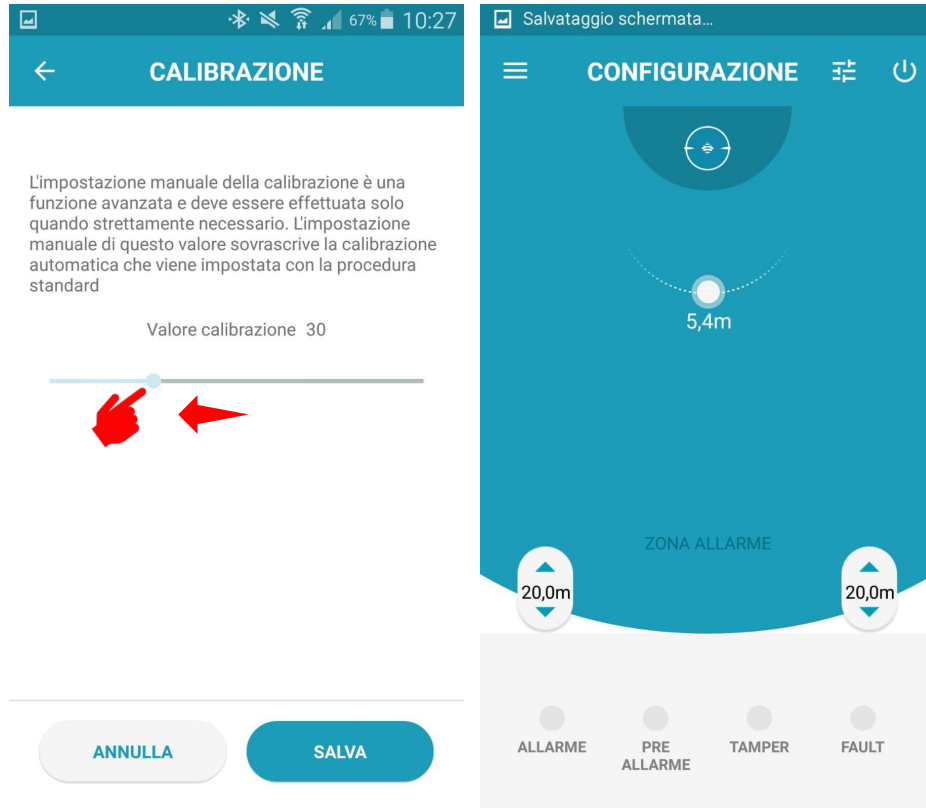 67% 10:27
CALIBRAZIONE
L'impostazione manuale della calibrazione è una
funzione avanzata e deve essere effettuata solo
quando strettamente necessario. L'impostazione
manuale di questo valore sovrascrive la calibrazione
automatica che viene impostata con la procedura
standard
Valore calibrazione 30
ANNULLA SALVA
Salvataggio schermata...
CONFIGURAZIONE
5,4m
ZONA ALLARME
20,0m 20,0m
ALLARME PRE TAMPER FAULT
ALLARME